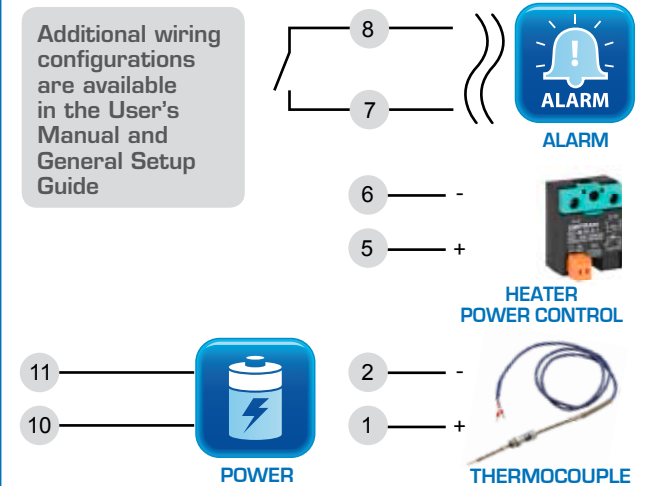 Additional wiring
configurations
are available
in the User's
Manual and
General Setup
Guide
8
7
ALARM
ALARM
6 -
5 +
HEATER
POWER CONTROL
11
10
POWER
2 -
1 +
THERMOCOUPLE